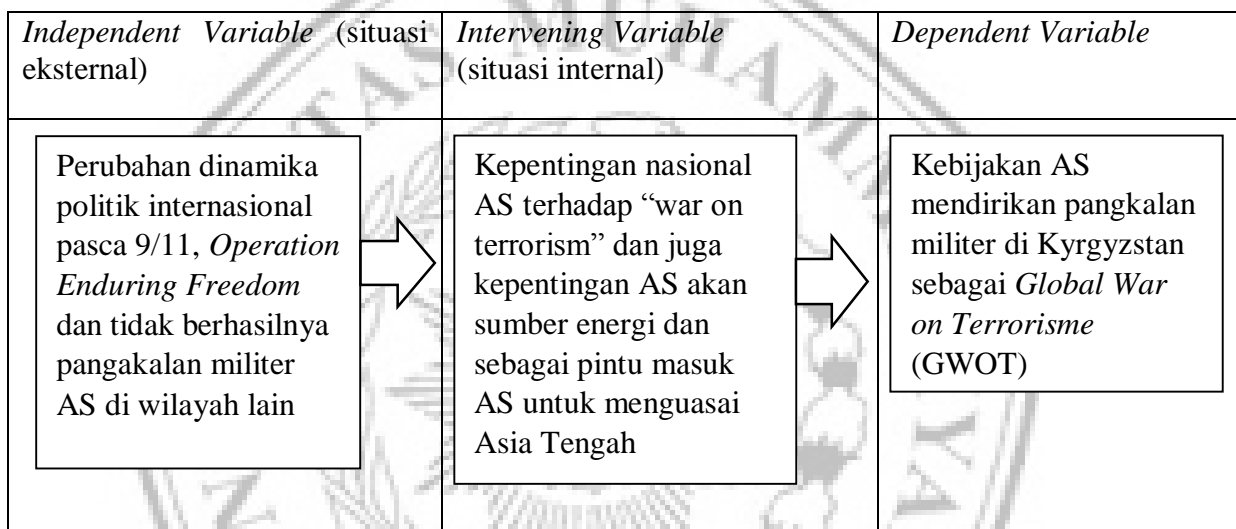 Independent Variable (situasi
eksternal)
Intervening Variable
(situasi internal)
Dependent Variable
Perubahan dinamika
politik internasional
pasca 9/11, Operation
Enduring Freedom
dan tidak berhasilnya
pangakalan militer
AS di wilayah lain
Kepentingan nasional
AS terhadap “war on
terrorism” dan juga
kepentingan AS akan
sumber energi dan
sebagai pintu masuk
AS untuk menguasai
Asia Tengah
Kebijakan AS
mendirikan pangkalan
militer di Kyrgyzstan
sebagai Global War
on Terrorisme
(GWOT)